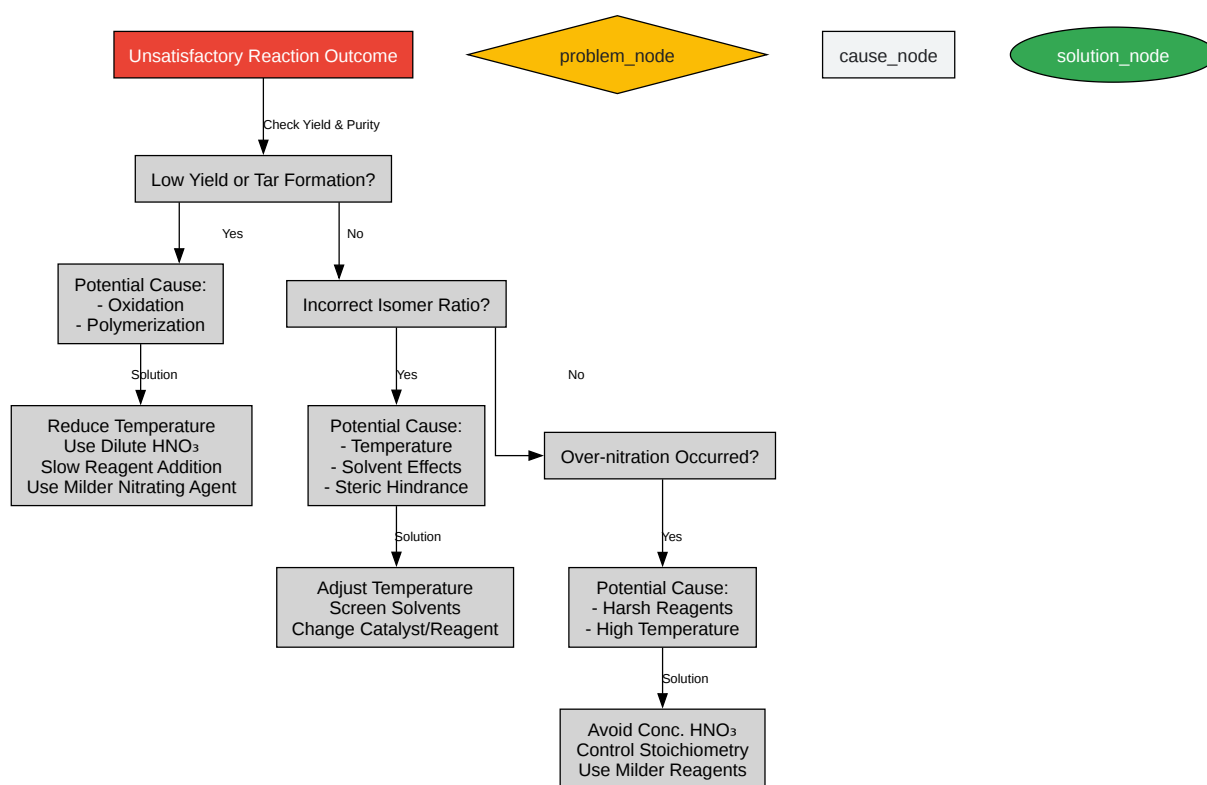 Unsatisfactory Reaction Outcome
problem_node
cause_node
solution_node
Check Yield & Purity
Low Yield or Tar Formation?
Yes
No
Potential Cause:
- Oxidation
- Polymerization
Incorrect Isomer Ratio?
Solution
Yes
No
Reduce Temperature
Use Dilute HNO₃
Slow Reagent Addition
Use Milder Nitrating Agent
Potential Cause:
- Temperature
- Solvent Effects
- Steric Hindrance
Over-nitration Occurred?
Solution
Yes
Adjust Temperature
Screen Solvents
Change Catalyst/Reagent
Potential Cause:
- Harsh Reagents
- High Temperature
Solution
Avoid Conc. HNO₃
Control Stoichiometry
Use Milder Reagents